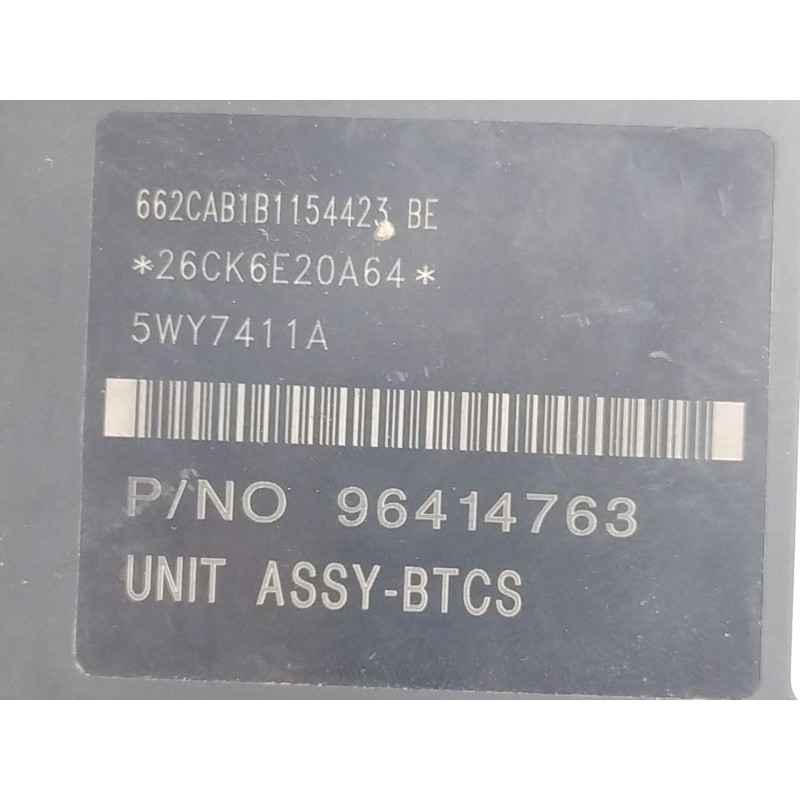 662CAB1B1154423 BE
*26CK6E20A64*
5WY7411A
P/NO 96414763
UNIT ASSY-BTCS